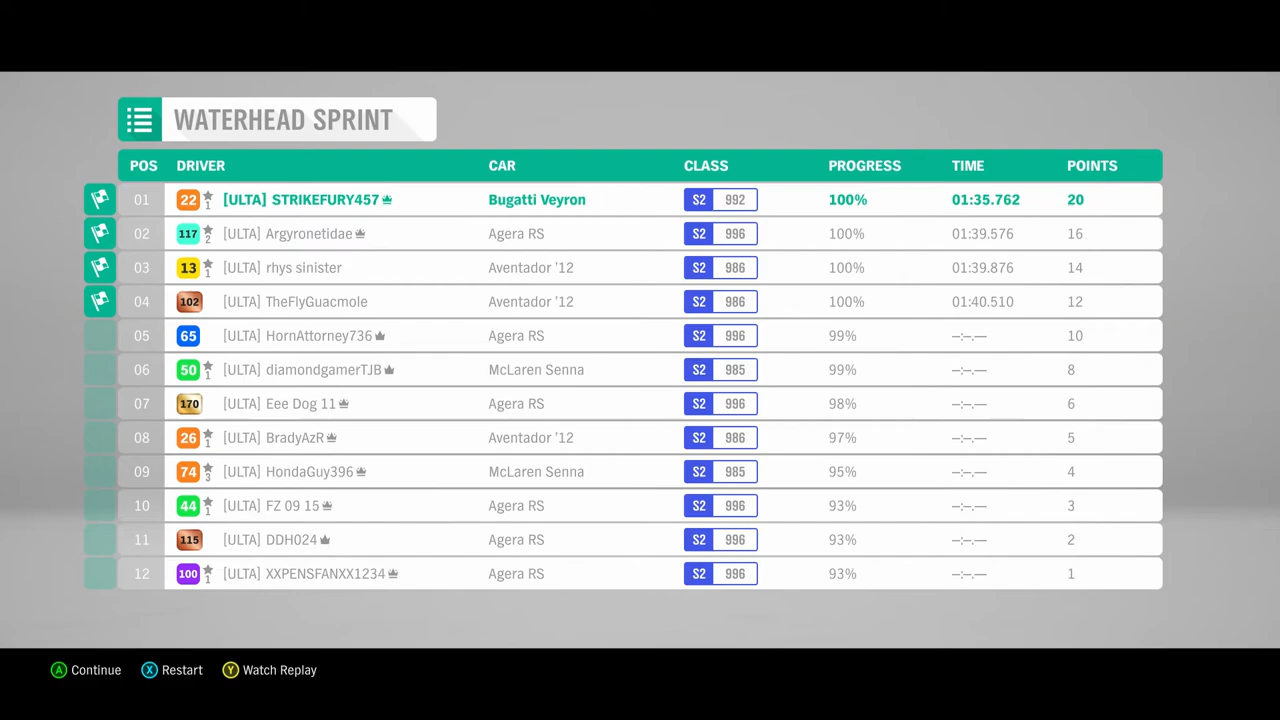 WATERHEAD SPRINT
POS DRIVER CAR CLASS PROGRESS TIME POINTS
01 22 1 [ULTA] STRIKEFURY457 Bugatti Veyron S2 992 100% 01:35.762 20
02 117 2 [ULTA] Argyronetidae Agera RS S2 996 100% 01:39.576 16
03 13 1 [ULTA] rhys sinister Aventador '12 S2 986 100% 01:39.876 14
04 102 [ULTA] TheFlyGuacmole Aventador '12 S2 986 100% 01:40.510 12
05 65 [ULTA] HornAttorney736 Agera RS S2 996 99% –:–.–– 10
06 50 1 [ULTA] diamondgamerTJB McLaren Senna S2 985 99% –:–.–– 8
07 170 [ULTA] Eee Dog 11 Agera RS S2 996 98% –:–.–– 6
08 26 1 [ULTA] BradyAzR Aventador '12 S2 986 97% –:–.–– 5
09 74 3 [ULTA] HondaGuy396 McLaren Senna S2 985 95% –:–.–– 4
10 44 1 [ULTA] FZ 09 15 Agera RS S2 996 93% –:–.–– 3
11 115 [ULTA] DDH024 Agera RS S2 996 93% –:–.–– 2
12 100 1 [ULTA] XXPENSFANXX1234 Agera RS S2 996 93% –:–.–– 1
A Continue X Restart Y Watch Replay